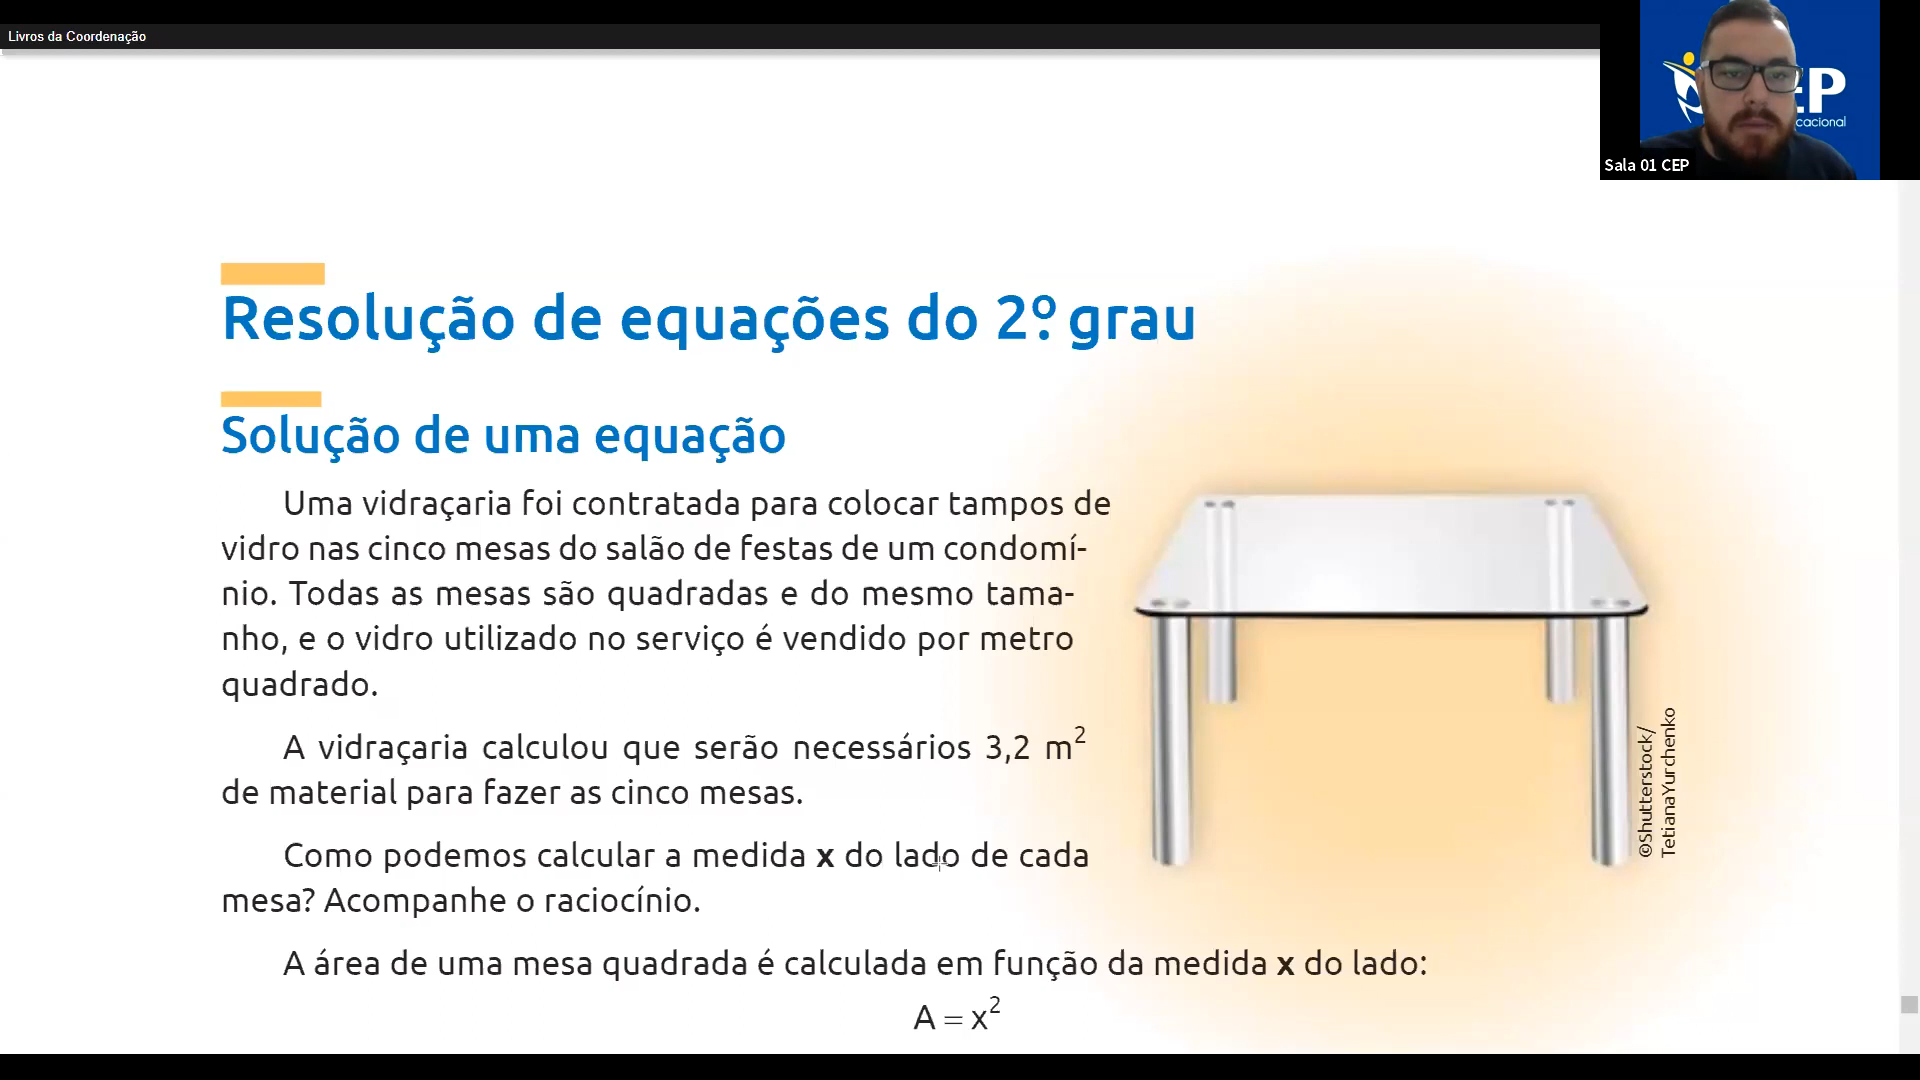 Livros da Coordenação
EP
cacional
Sala 01 CEP
Resolução de equações do 2º. grau
Solução de uma equação
Uma vidraçaria foi contratada para colocar tampos de
vidro nas cinco mesas do salão de festas de um condomí-
nio. Todas as mesas são quadradas e do mesmo tama-
nho, e o vidro utilizado no serviço é vendido por metro
quadrado.
A vidraçaria calculou que serão necessários 3,2 m²
de material para fazer as cinco mesas.
Como podemos calcular a medida x do lado de cada
mesa? Acompanhe o raciocínio.
©Shutterstock/
TetianaYurchenko
A área de uma mesa quadrada é calculada em função da medida x do lado:
A = x²